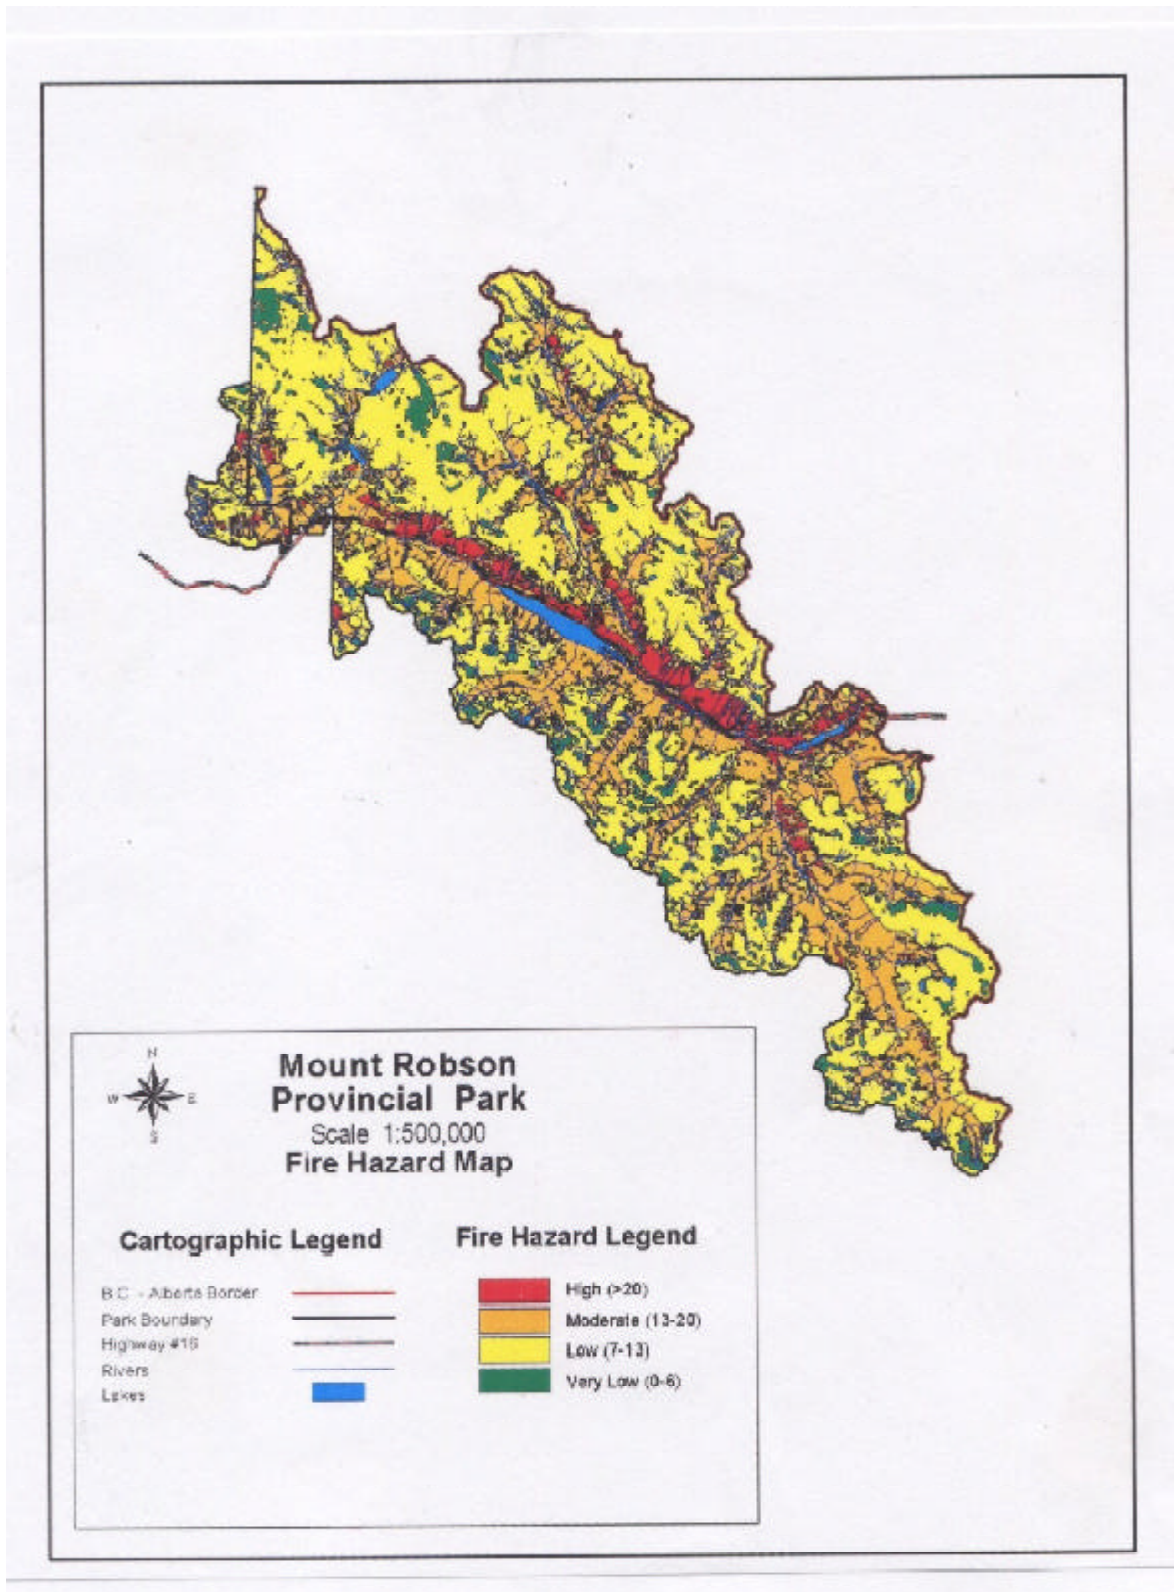 N
W E
S
Mount Robson
Provincial Park
Scale 1:500,000
Fire Hazard Map
Cartographic Legend
B.C. - Alberta Border
Park Boundary
Highway #16
Rivers
Lakes
Fire Hazard Legend
High (>20)
Moderate (13-20)
Low (7-13)
Very Low (0-6)